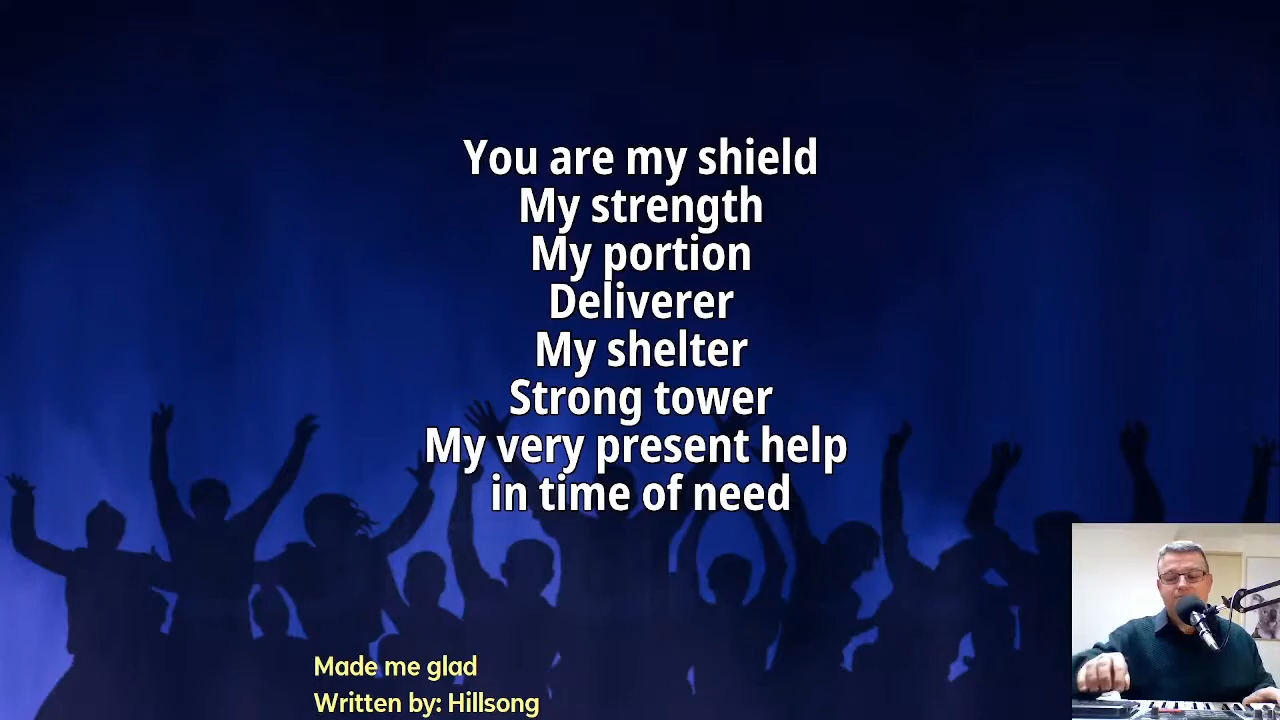 You are my shield
My strength
My portion
Deliverer
My shelter
Strong tower
My very present help
in time of need
Made me glad
Written by: Hillsong